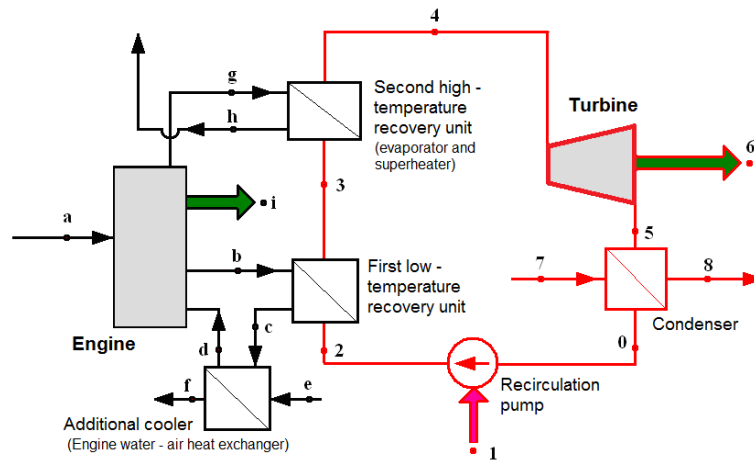 4
g
Second high -
temperature
recovery unit
(evaporator and
superheater)
Turbine
h
6
3
i
a
5
b
First low -
temperature
recovery unit
7
8
c
Condenser
Engine
d
2
0
f
e
Recirculation
pump
Additional cooler
(Engine water - air heat exchanger)
1